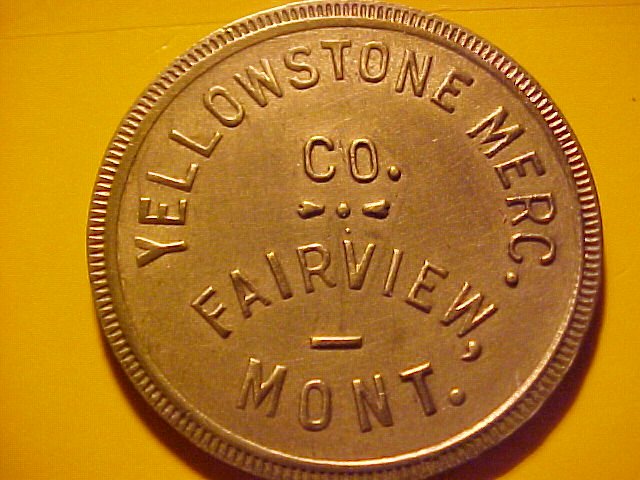 YELLOWSTONE MERC.
CO.
FAIRVIEW,
MONT.